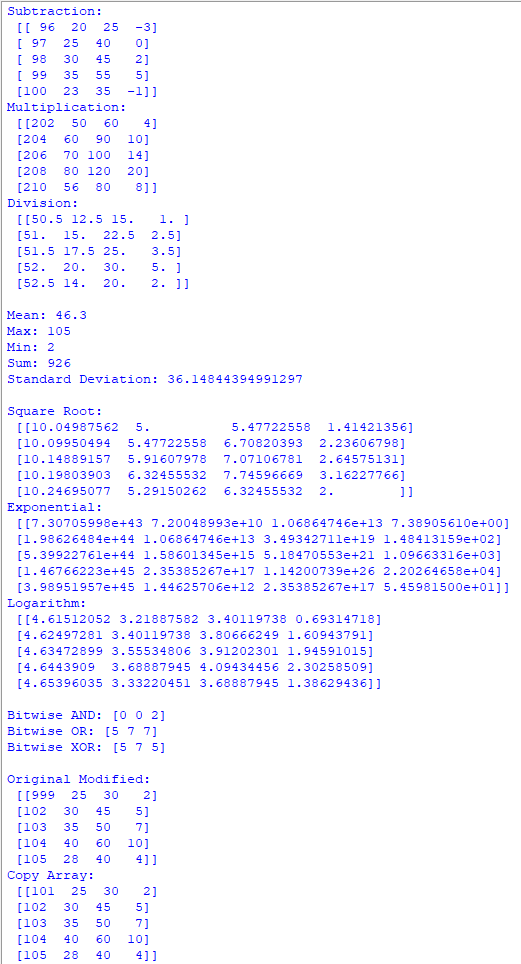 Subtraction:
 [[ 96  20  25  -3]
 [ 97  25  40   0]
 [ 98  30  45   2]
 [ 99  35  55   5]
 [100  23  35  -1]]
Multiplication:
 [[202  50  60   4]
 [204  60  90  10]
 [206  70 100  14]
 [208  80 120  20]
 [210  56  80   8]]
Division:
 [[50.5 12.5 15.   1. ]
 [51.  15.  22.5  2.5]
 [51.5 17.5 25.   3.5]
 [52.  20.  30.   5. ]
 [52.5 14.  20.   2. ]]

Mean: 46.3
Max: 105
Min: 2
Sum: 926
Standard Deviation: 36.14844394991297

Square Root:
 [[10.04987562  5.          5.47722558  1.41421356]
 [10.09950494  5.47722558  6.70820393  2.23606798]
 [10.14889157  5.91607978  7.07106781  2.64575131]
 [10.19803903  6.32455532  7.74596669  3.16227766]
 [10.24695077  5.29150262  6.32455532  2.        ]]
Exponential:
 [[7.30705998e+43 7.20048993e+10 1.06864746e+13 7.38905610e+00]
 [1.98626484e+44 1.06864746e+13 3.49342711e+19 1.48413159e+02]
 [5.39922761e+44 1.58601345e+15 5.18470553e+21 1.09663316e+03]
 [1.46766223e+45 2.35385267e+17 1.14200739e+26 2.20264658e+04]
 [3.98951957e+45 1.44625706e+12 2.35385267e+17 5.45981500e+01]]
Logarithm:
 [[4.61512052 3.21887582 3.40119738 0.69314718]
 [4.62497281 3.40119738 3.80666249 1.60943791]
 [4.63472899 3.55534806 3.91202301 1.94591015]
 [4.6443909  3.68887945 4.09434456 2.30258509]
 [4.65396035 3.33220451 3.68887945 1.38629436]]

Bitwise AND: [0 0 2]
Bitwise OR: [5 7 7]
Bitwise XOR: [5 7 5]

Original Modified:
 [[999  25  30   2]
 [102  30  45   5]
 [103  35  50   7]
 [104  40  60  10]
 [105  28  40   4]]
Copy Array:
 [[101  25  30   2]
 [102  30  45   5]
 [103  35  50   7]
 [104  40  60  10]
 [105  28  40   4]]